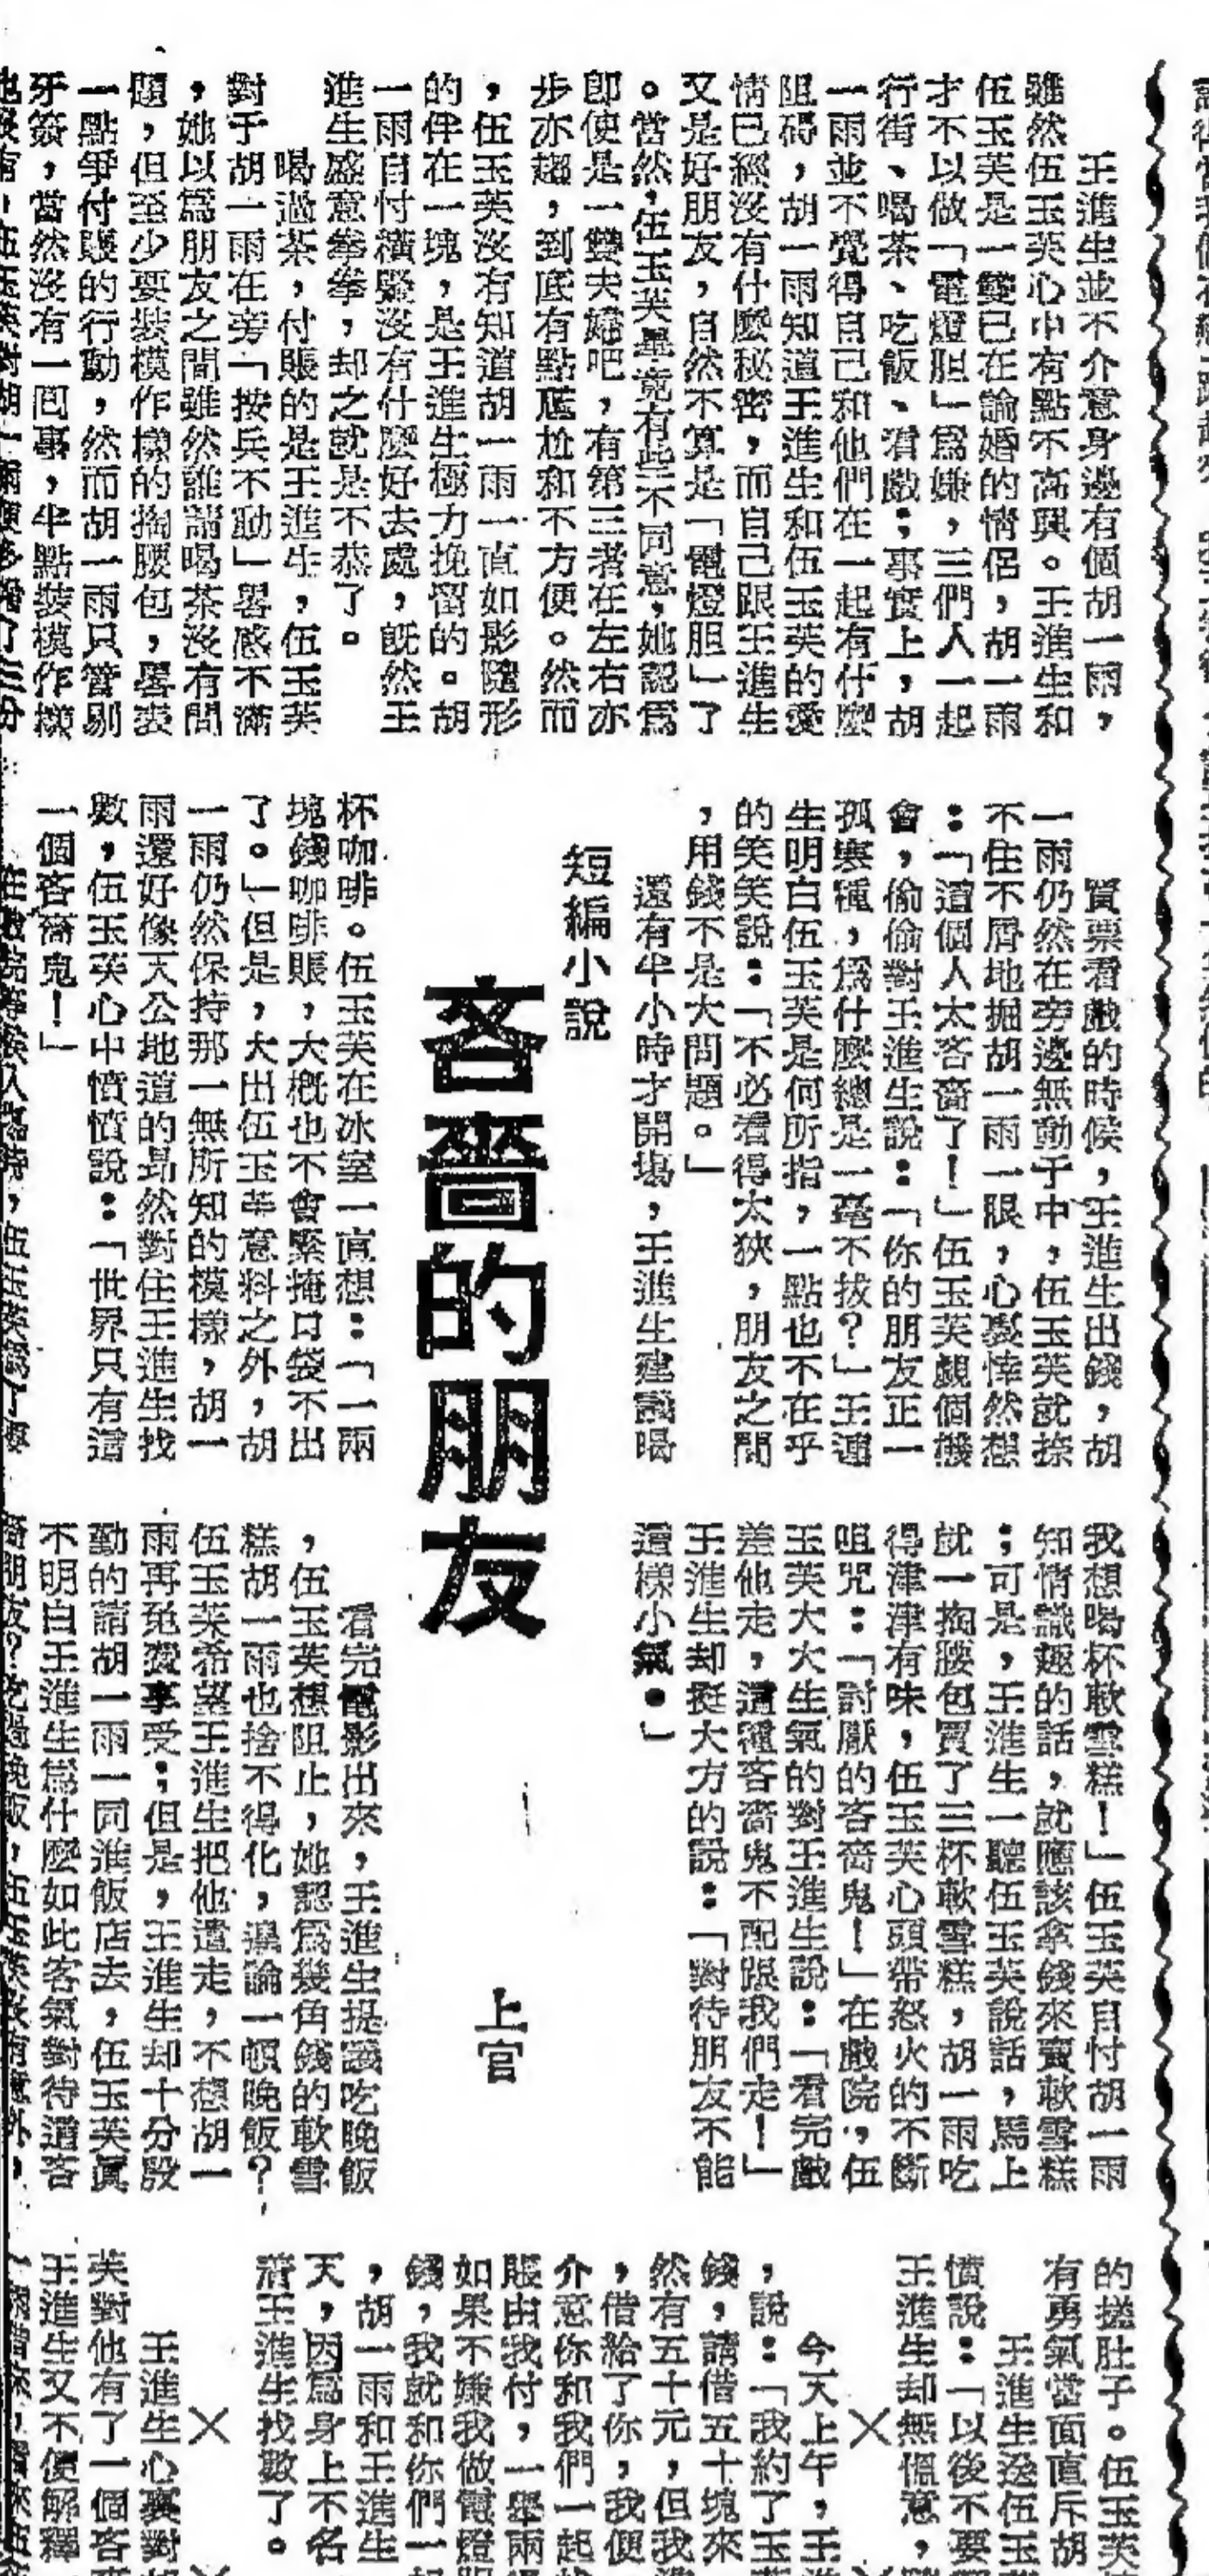 短編小說
吝嗇的朋友
上官
王進生並不介意身邊有個胡一雨，
雖然伍玉芙心中有點不高興。王進生和
伍玉芙是一雙已在論婚的情侶，胡一雨
才不以做「電燈胆」爲嫌，三們人一起
行街、喝茶、吃飯、看戲；事實上，胡
一雨並不覺得自己和他們在一起有什麼
阻碍，胡一雨知道王進生和伍玉芙的愛
情已經沒有什麼秘密，而自己跟王進生
又是好朋友，自然不算是「電燈胆」了
。當然，伍玉芙畢竟有些不同意，她認爲
即使是一雙夫婦吧，有第三者在左右亦
步亦趨，到底有點尷尬和不方便。然而
，伍玉芙沒有知道胡一雨一直如影隨形
的伴在一塊，是王進生極力挽留的。胡
一雨自忖橫豎沒有什麼好去處，旣然王
進生盛意拳拳，却之就是不恭了。
喝過茶，付賬的是王進生，伍玉芙
對于胡一雨在旁「按兵不動」畧感不滿
，她以爲朋友之間雖然誰請喝茶沒有問
題，但至少要裝模作樣的掏腰包，畧表
一點爭付賬的行動，然而胡一雨只管剔
牙簽，當然沒有一回事，半點裝模作樣
買票看戲的時候，王進生出錢，胡
一雨仍然在旁邊無動于中，伍玉芙就捺
不住不屑地掘胡一雨一眼，心裏悻然想
：「這個人太吝嗇了！」伍玉芙覷個機
會，偷偷對王進生說：「你的朋友正一
孤寒種，爲什麼總是一毫不拔？」王進
生明白伍玉芙是何所指，一點也不在乎
的笑笑說：「不必看得太狹，朋友之間
，用錢不是大問題。」
還有半小時才開塲，王進生建議喝
杯咖啡。伍玉芙在冰室一直想：「一兩
塊錢咖啡賬，大概也不會緊掩口袋不出
了。」但是，大出伍玉芙意料之外，胡
一雨仍然保持那一無所知的模樣，胡一
雨還好像天公地道的昻然對住王進生找
數，伍玉芙心中憤憤說：「世界只有這
一個吝嗇鬼！」
我想喝杯軟雪糕！」伍玉芙自忖胡一雨
知情識趣的話，就應該拿錢來賣軟雪糕
；可是，王進生一聽伍玉芙說話，馬上
就一掏腰包買了三杯軟雪糕，胡一雨吃
得津津有味，伍玉芙心頭帶怒火的不斷
咀咒：「討厭的吝嗇鬼！」在戲院，伍
玉芙大大生氣的對王進生說：「看完戲
差他走，這種吝嗇鬼不配跟我們走！」
王進生却挺大方的說：「對待朋友不能
這樣小氣。」
看完電影出來，王進生提議吃晚飯
，伍玉芙想阻止，她認爲幾角錢的軟雪
糕胡一雨也捨不得化，遑論一頓晚飯？
伍玉芙希望王進生把他遣走，不想胡一
雨再免費享受；但是，王進生却十分殷
勤的請胡一雨一同進飯店去，伍玉芙眞
不明白王進生爲什麼如此客氣對待這吝
的搓肚子。伍玉芙
有勇氣當面直斥胡
王進生送伍玉
憤說：「以後不要
王進生却無慍意，
×
今天上午，王進
，說：「我約了玉
錢，請借五十塊來
然有五十元，但我
，借給了你，我便
介意你和我們一起
賬由我付，一舉兩
如果不嫌我做電燈
錢，我就和你們一
，胡一雨和王進生
天，因爲身上不名
清王進生找數了。
×
王進生心裏對
芙對他有了一個吝
王進生又不便解釋